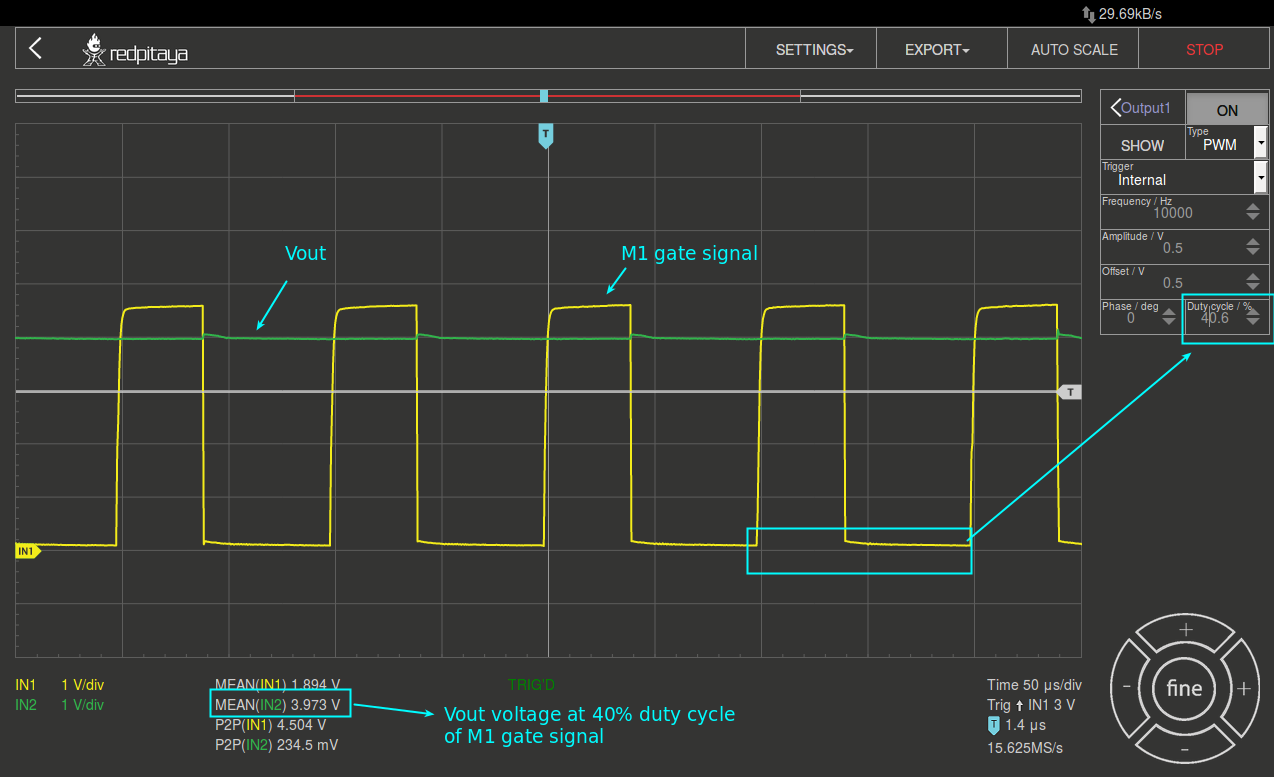 29.69kB/s
redpitaya
SETTINGS
EXPORT
AUTO SCALE
STOP
Output1
ON
SHOW
Type
PWM
Trigger
Internal
Frequency / Hz
10000
Amplitude / V
0.5
Offset / V
0.5
Phase / deg
0
Duty cycle / %
40.6
T
Vout
M1 gate signal
T
IN1
IN1 1 V/div
IN2 1 V/div
MEAN(IN1) 1.894 V
MEAN(IN2) 3.973 V
P2P(IN1) 4.504 V
P2P(IN2) 234.5 mV
Vout voltage at 40% duty cycle
of M1 gate signal
TRIG'D
Time 50 µs/div
Trig IN1 3 V
T 1.4 µs
15.625MS/s
+
- fine +
-